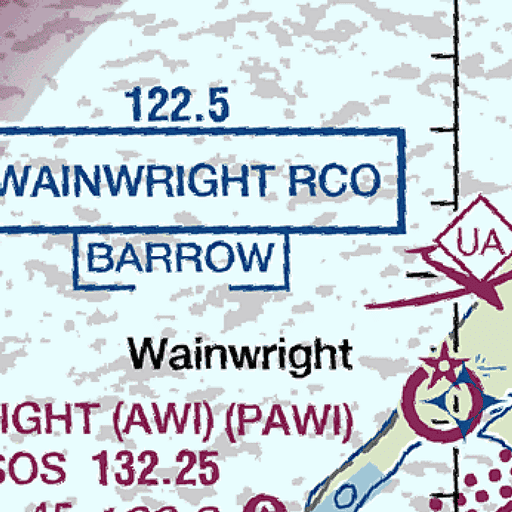 122.5
WAINWRIGHT RCO
BARROW
UA
Wainwright
IGHT (AWI) (PAWI)
SOS 132.25